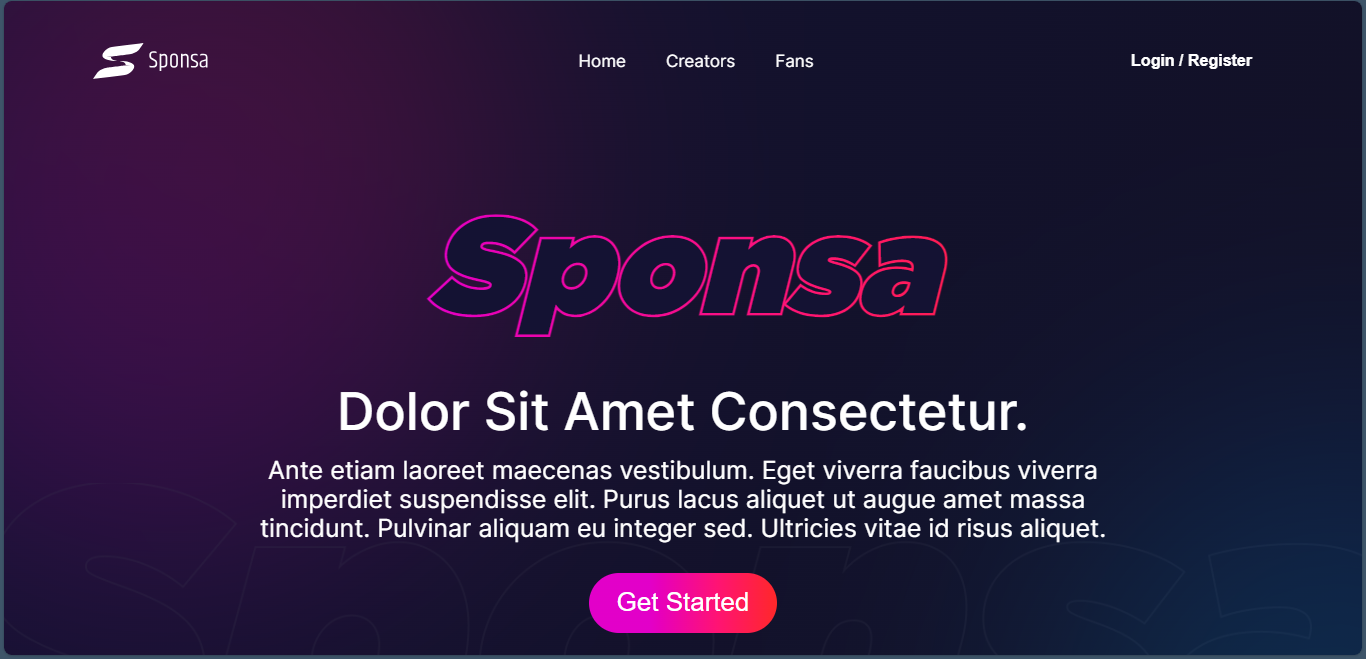 Sponsa
Home
Creators
Fans
Login / Register
Sponsa
Dolor Sit Amet Consectetur.
Ante etiam laoreet maecenas vestibulum. Eget viverra faucibus viverra
imperdiet suspendisse elit. Purus lacus aliquet ut augue amet massa
tincidunt. Pulvinar aliquam eu integer sed. Ultricies vitae id risus aliquet.
Sponsa
Get Started